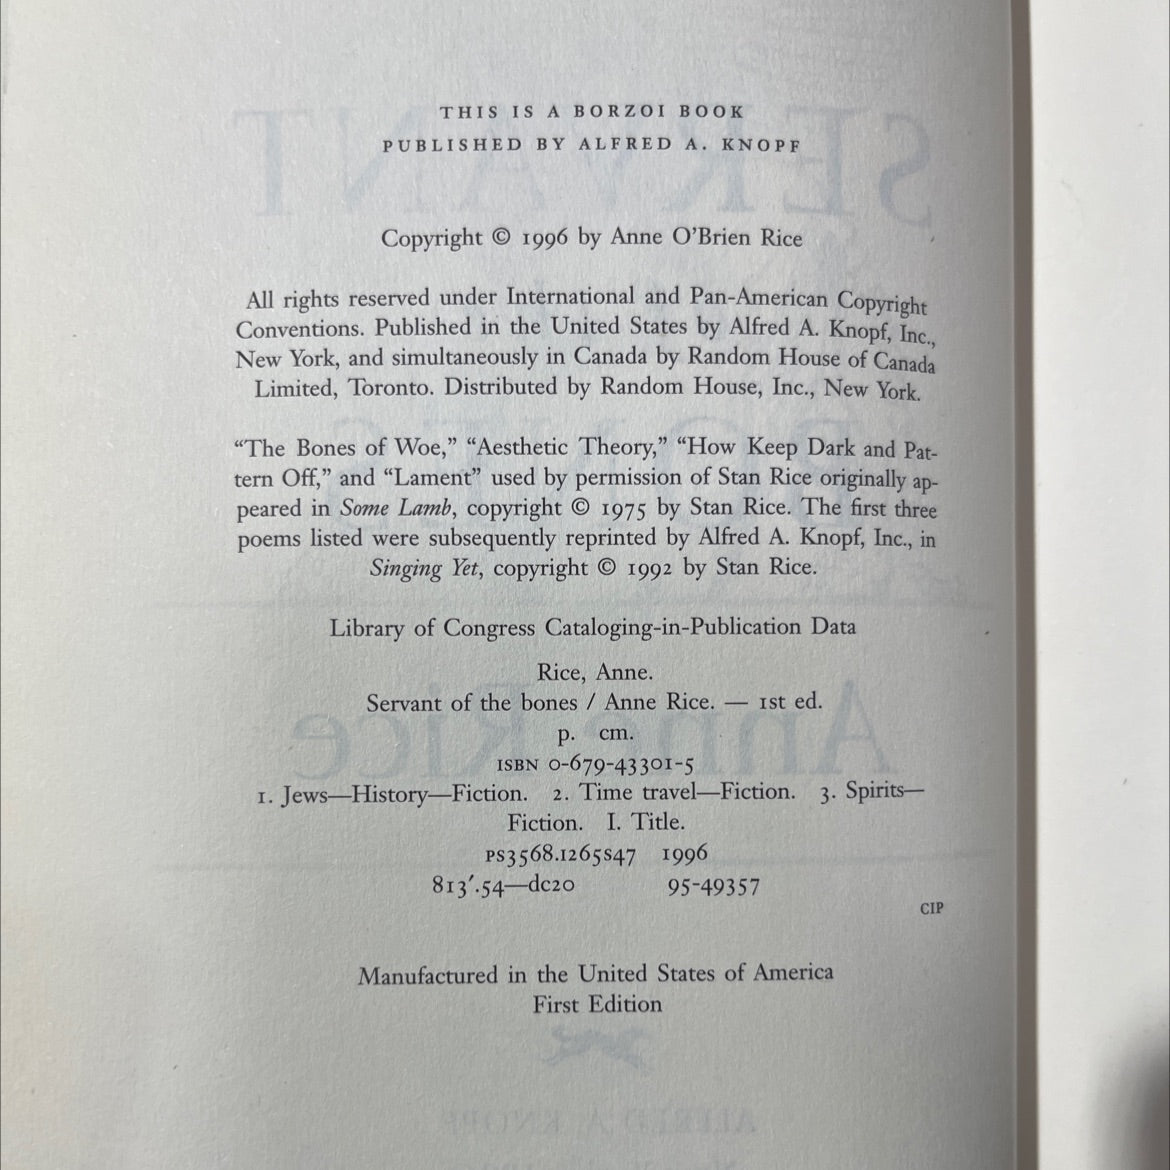 THIS IS A BORZOI BOOK
PUBLISHED BY ALFRED A. KNOPF
Copyright © 1996 by Anne O’Brien Rice
All rights reserved under International and Pan-American Copyright
Conventions. Published in the United States by Alfred A. Knopf, Inc.,
New York, and simultaneously in Canada by Random House of Canada
Limited, Toronto. Distributed by Random House, Inc., New York.
“The Bones of Woe,” “Aesthetic Theory,” “How Keep Dark and Pat-
tern Off,” and “Lament” used by permission of Stan Rice originally ap-
peared in Some Lamb, copyright © 1975 by Stan Rice. The first three
poems listed were subsequently reprinted by Alfred A. Knopf, Inc., in
Singing Yet, copyright © 1992 by Stan Rice.
Library of Congress Cataloging-in-Publication Data
Rice, Anne.
Servant of the bones / Anne Rice. — 1st ed.
p. cm.
ISBN 0-679-43301-5
1. Jews—History—Fiction. 2. Time travel—Fiction. 3. Spirits—
Fiction. I. Title.
PS3568.I265S47 1996
813′.54—dc20 95-49357
CIP
Manufactured in the United States of America
First Edition
SERVANT
BONES
Anne Rice
ALFRED A. KNOPF